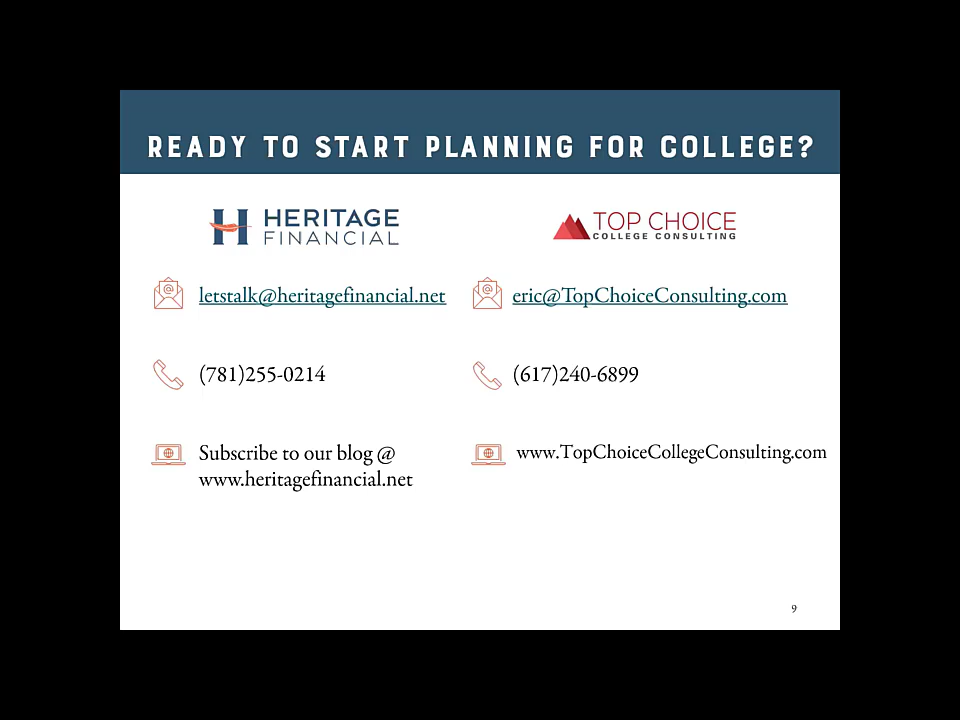 READY TO START PLANNING FOR COLLEGE?
H HERITAGE
FINANCIAL
letstalk@heritagefinancial.net
(781)255-0214
Subscribe to our blog @
www.heritagefinancial.net
TOP CHOICE
COLLEGE CONSULTING
eric@TopChoiceConsulting.com
(617)240-6899
www.TopChoiceCollegeConsulting.com
9